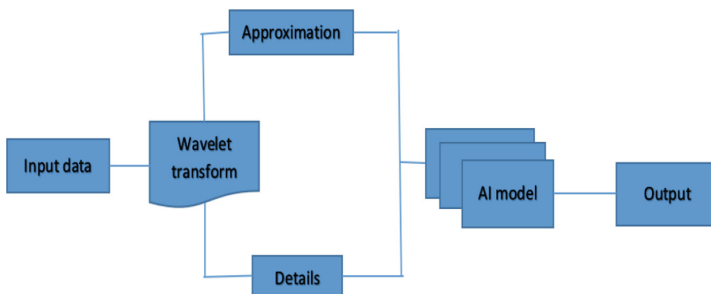 Approximation
Input data
Wavelet
transform
AI model
Output
Details